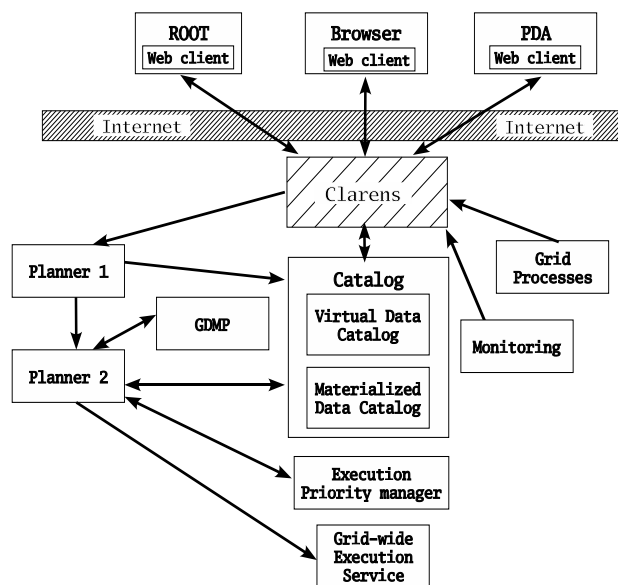 ROOT
Web client
Browser
Web client
PDA
Web client
Internet
Internet
Clarens
Planner 1
Catalog
Grid
Processes
Virtual Data
Catalog
GDMP
Monitoring
Planner 2
Materialized
Data Catalog
Execution
Priority manager
Grid-wide
Execution
Service